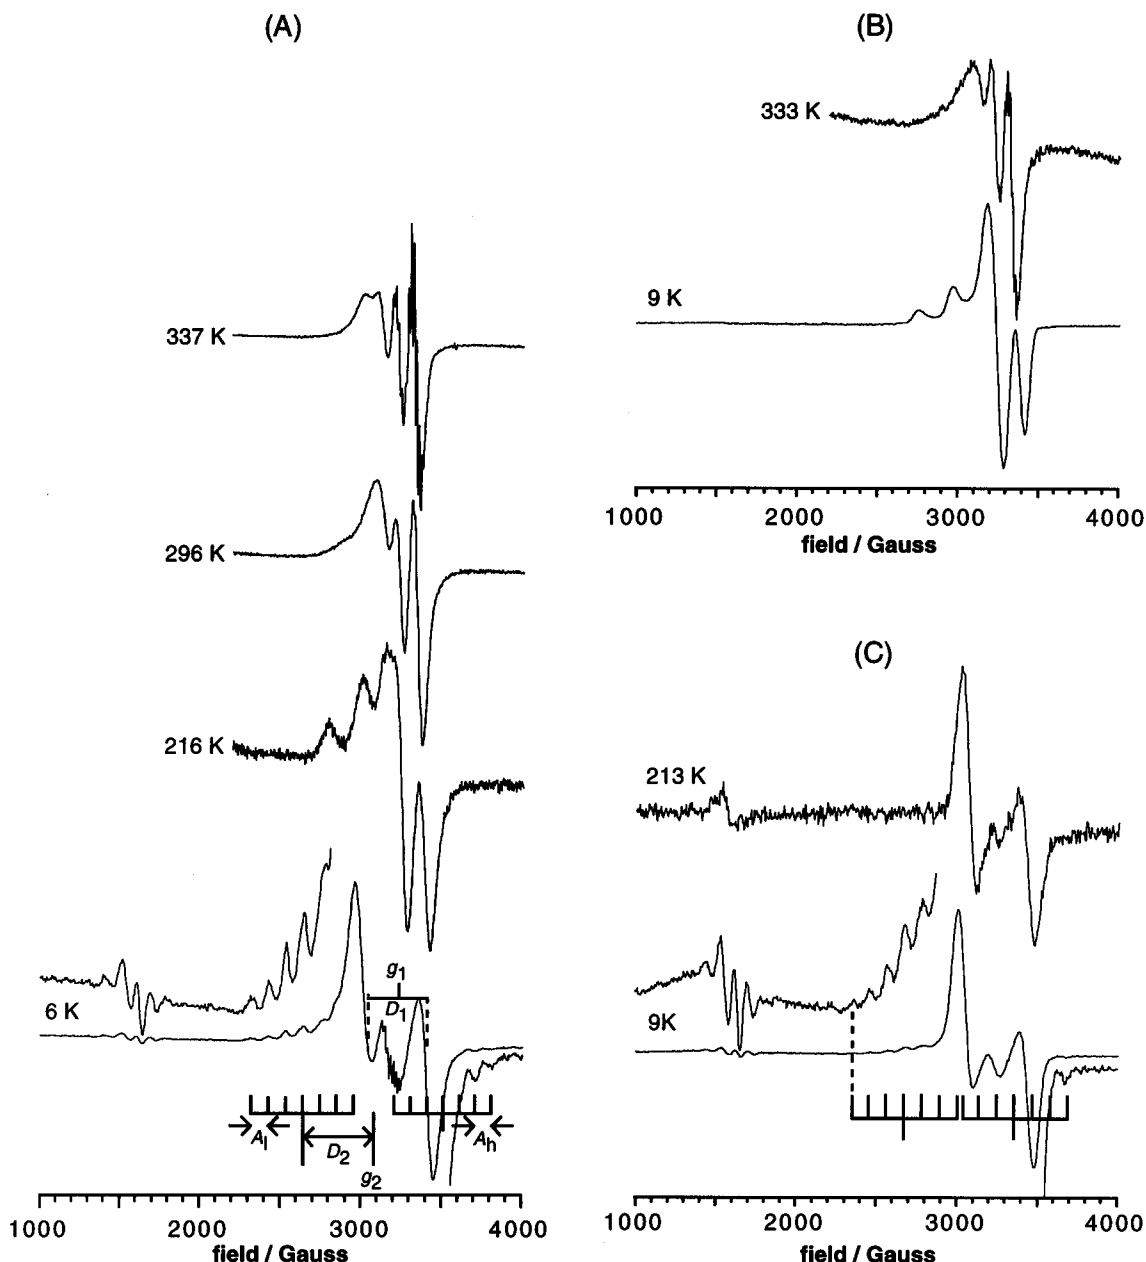 (A)
337 K
296 K
216 K
6 K
g1
D1
Al
D2
Ah
g2
1000 2000 3000 4000
field / Gauss
(B)
333 K
9 K
1000 2000 3000 4000
field / Gauss
(C)
213 K
9K
1000 2000 3000 4000
field / Gauss